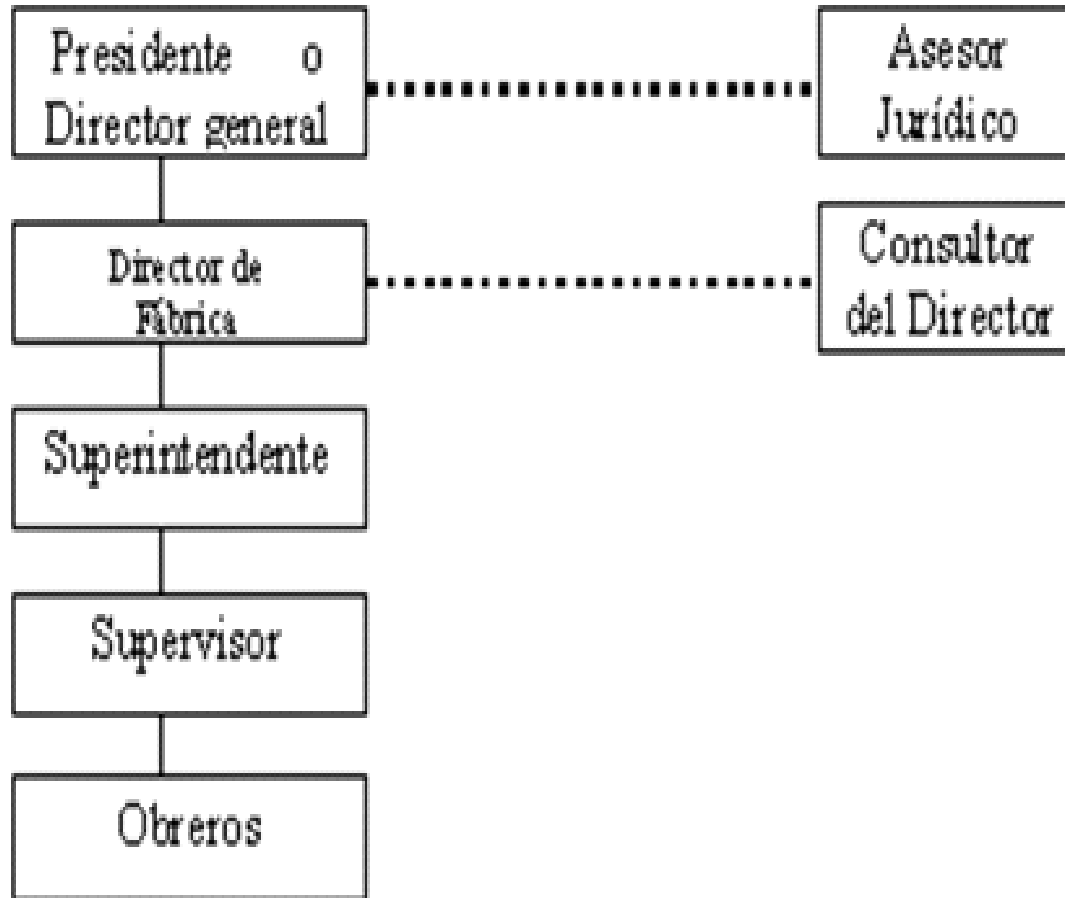 Presidente o
Director general
Asesor
Jurídico
Director de
Fábrica
Consultor
del Director
Superintendente
Supervisor
Obreros